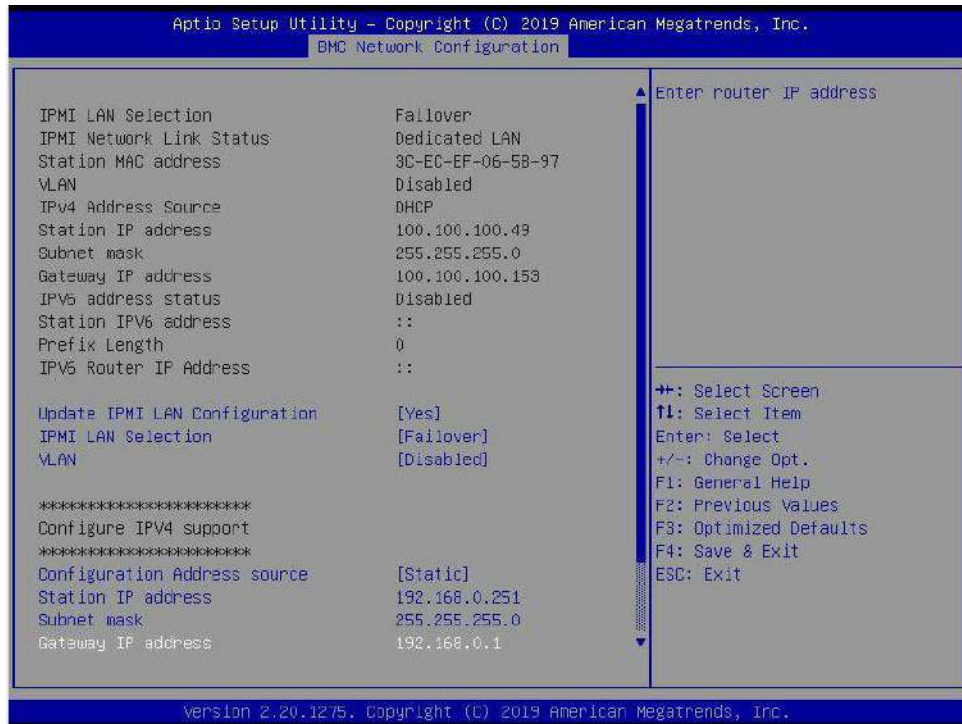 Aptio Setup Utility – Copyright (C) 2019 American Megatrends, Inc.
BMC Network Configuration
IPMI LAN Selection Failover
IPMI Network Link Status Dedicated LAN
Station MAC address 3C-EC-EF-06-5B-97
VLAN Disabled
IPv4 Address Source DHCP
Station IP address 100.100.100.49
Subnet mask 255.255.255.0
Gateway IP address 100.100.100.153
IPV6 address status Disabled
Station IPV6 address ::
Prefix Length 0
IPV6 Router IP Address ::
Update IPMI LAN Configuration [Yes]
IPMI LAN Selection [Failover]
VLAN [Disabled]
**********************
Configure IPV4 support
**********************
Configuration Address source [Static]
Station IP address 192.168.0.251
Subnet mask 255.255.255.0
Gateway IP address 192.168.0.1
Enter router IP address
→←: Select Screen
↑↓: Select Item
Enter: Select
+/-: Change Opt.
F1: General Help
F2: Previous Values
F3: Optimized Defaults
F4: Save & Exit
ESC: Exit
Version 2.20.1275. Copyright (C) 2019 American Megatrends, Inc.